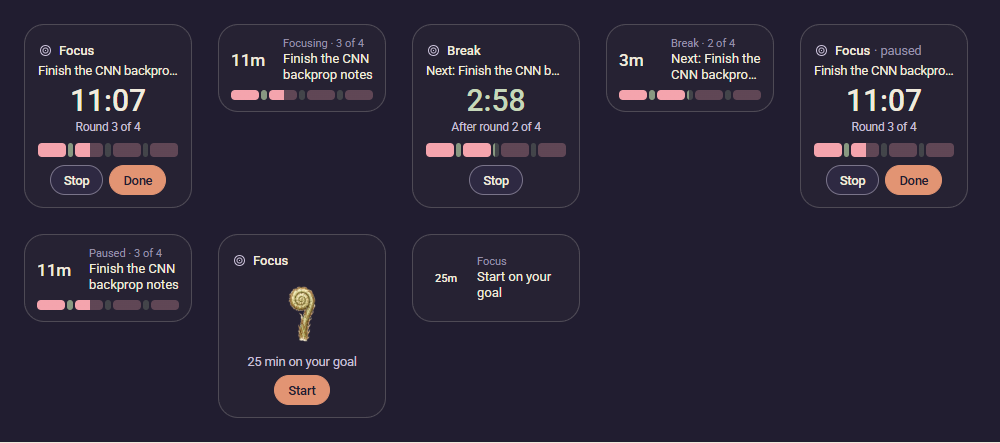 Focus
Finish the CNN backpro...
11:07
Round 3 of 4
Stop
Done
Focusing · 3 of 4
11m
Finish the CNN
backprop notes
Break
Next: Finish the CNN b...
2:58
After round 2 of 4
Stop
Break · 2 of 4
3m
Next: Finish the
CNN backpro...
Focus · paused
Finish the CNN backpro...
11:07
Round 3 of 4
Stop
Done
Paused · 3 of 4
11m
Finish the CNN
backprop notes
Focus
25 min on your goal
Start
Focus
25m
Start on your
goal